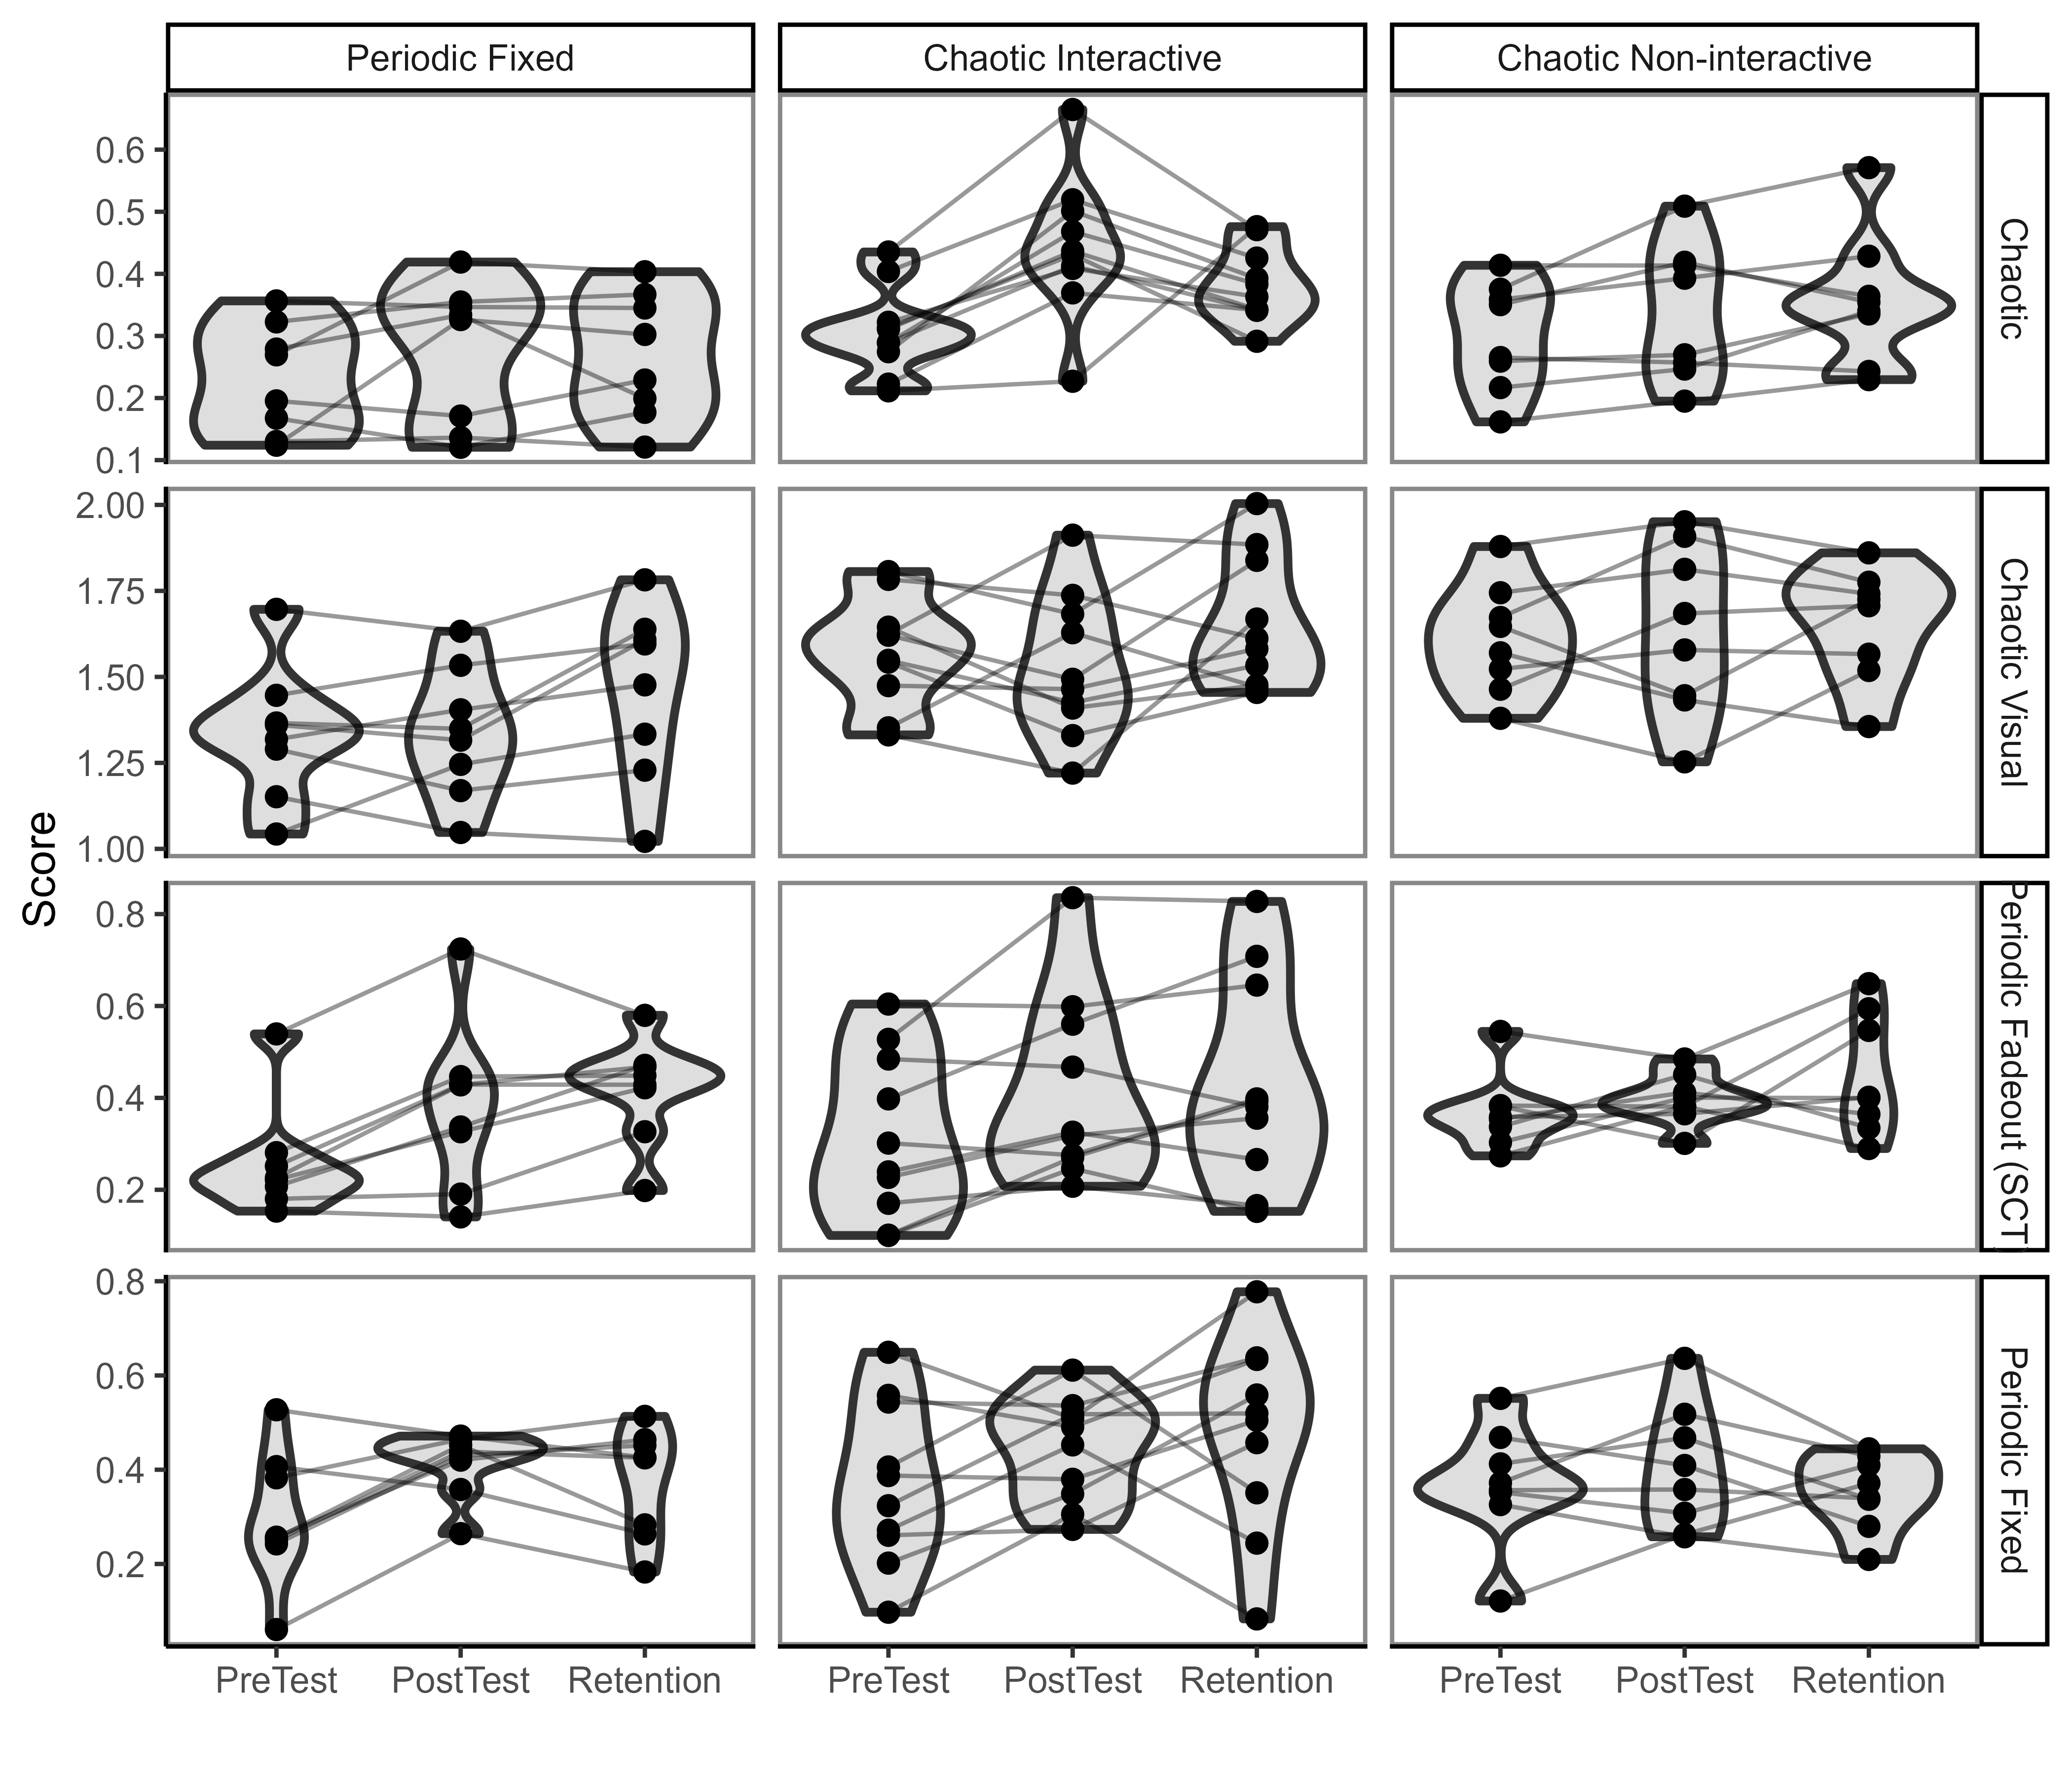 Periodic Fixed
Chaotic Interactive
Chaotic Non-interactive
0.6
0.5
0.4
0.3
0.2
0.1
Chaotic
2.00
1.75
1.50
1.25
1.00
Chaotic Visual
Score
0.8
0.6
0.4
0.2
Periodic Fadeout (SCT)
0.8
0.6
0.4
0.2
Periodic Fixed
PreTest PostTest Retention
PreTest PostTest Retention
PreTest PostTest Retention